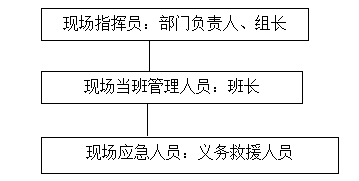 现场指挥员：部门负责人、组长
现场当班管理人员：班长
现场应急人员：义务救援人员